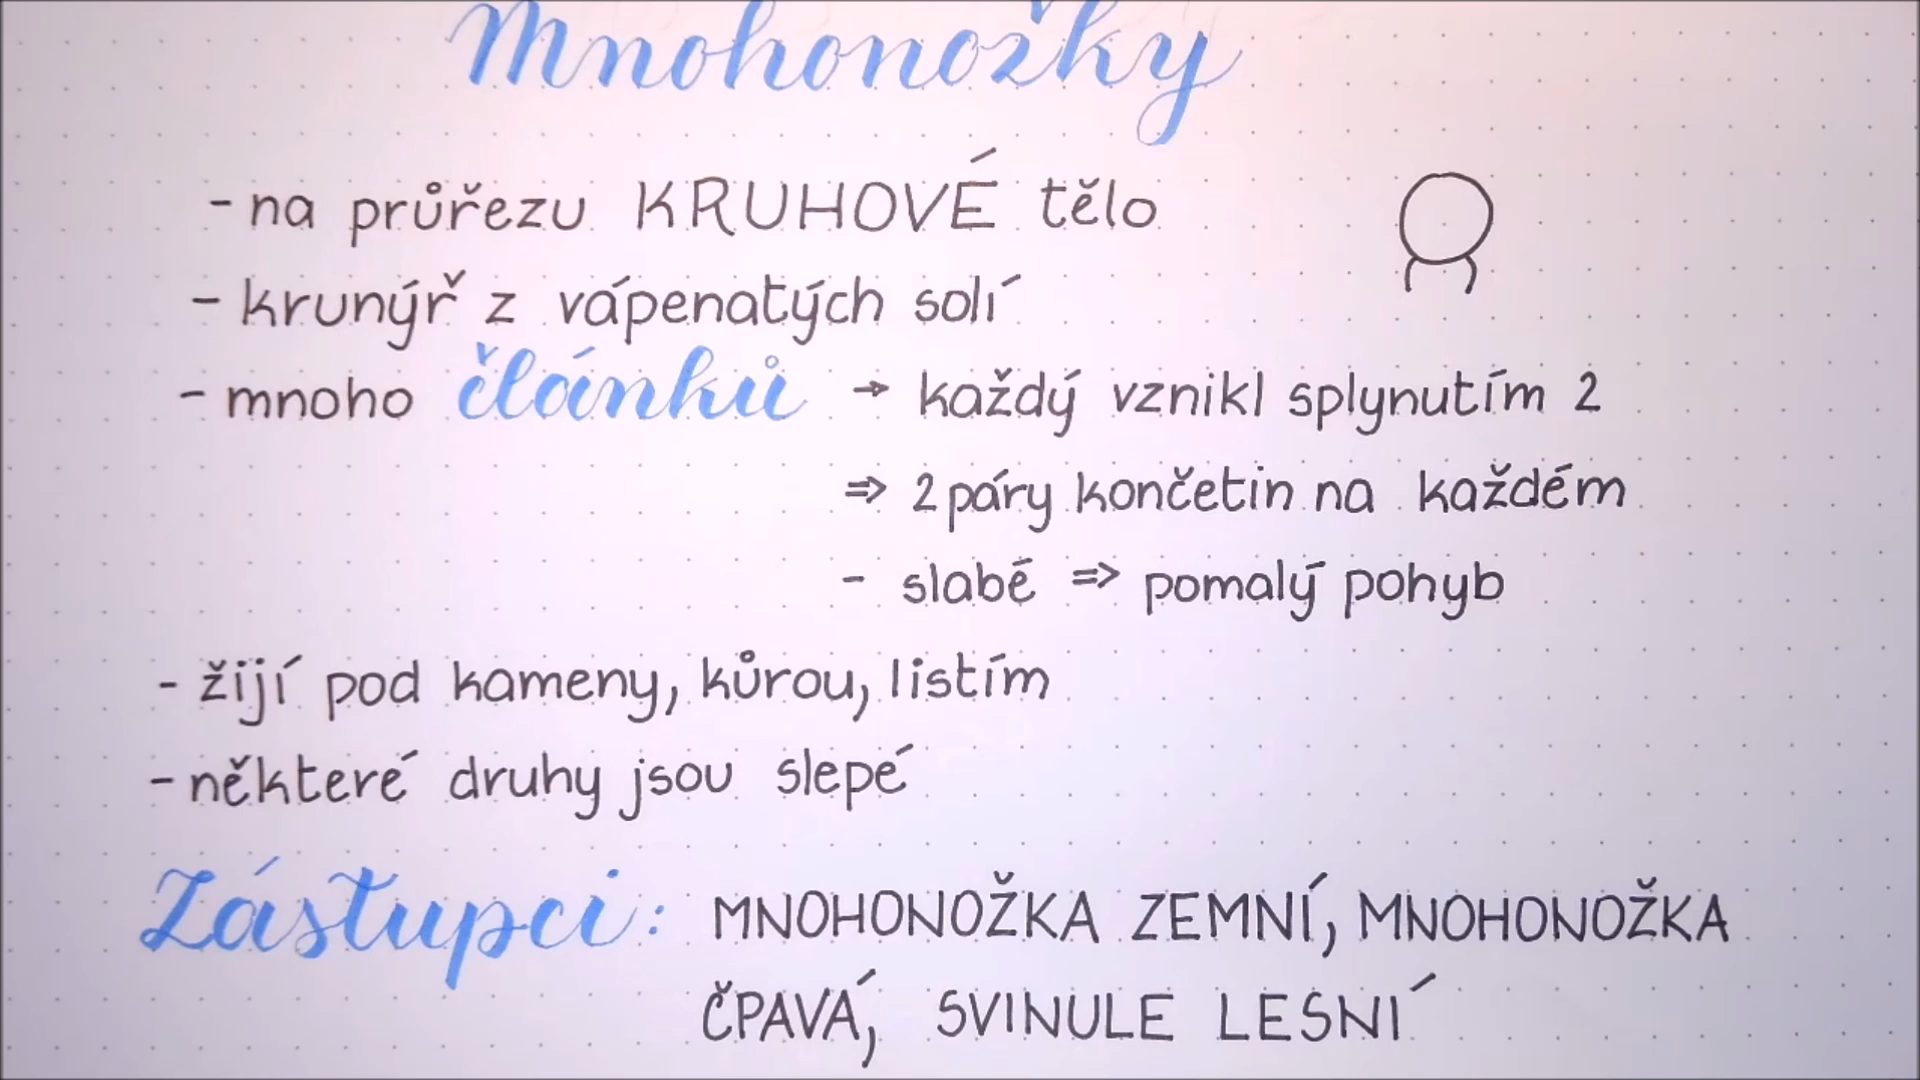 Mnohonožky
- na průřezu KRUHOVÉ tělo
- krunýř z vápenatých solí
- mnoho článků → každý vznikl splynutím 2
⇒ 2 páry končetin na každém
- slabé ⇒ pomalý pohyb
- žijí pod kameny, kůrou, listím
- některé druhy jsou slepé
Zástupci: MNOHONOŽKA ZEMNÍ, MNOHONOŽKA
ČPAVÁ, SVINULE LESNÍ